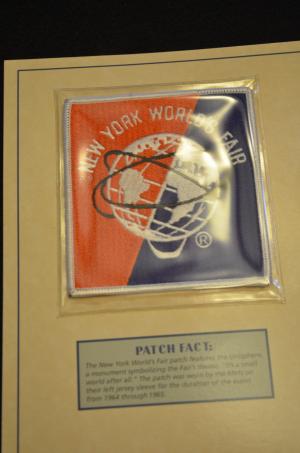 NEW YORK WORLD'S FAIR
®
PATCH FACT:
The New York World's Fair patch features the Unisphere,
a monument symbolizing the Fair's theme, "It's a small
world after all." The patch was worn by the Mets on
their left jersey sleeve for the duration of the event
from 1964 through 1965.